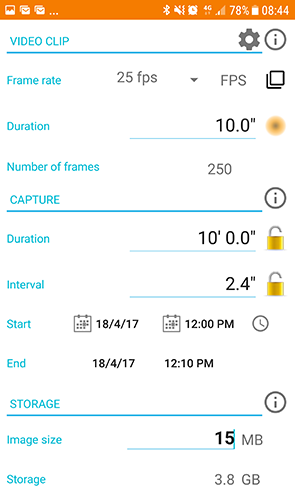 4G 78% 08:44
VIDEO CLIP
Frame rate 25 fps FPS
Duration 10.0"
Number of frames 250
CAPTURE
Duration 10' 0.0"
Interval 2.4"
Start 18/4/17 12:00 PM
End 18/4/17 12:10 PM
STORAGE
Image size 15 MB
Storage 3.8 GB